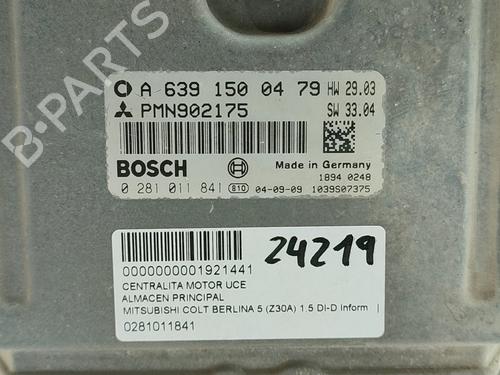 B-PARTS
A 639 150 04 79 HW 29.03
PMN902175 SW 33.04
BOSCH Made in Germany
1894 0248
0 281 011 841 810 04-09-09 1039S07375
24219
0000000001921441
CENTRALITA MOTOR UCE
ALMACEN PRINCIPAL
MITSUBISHI COLT BERLINA 5 (Z30A) 1.5 DI-D Inform
0281011841